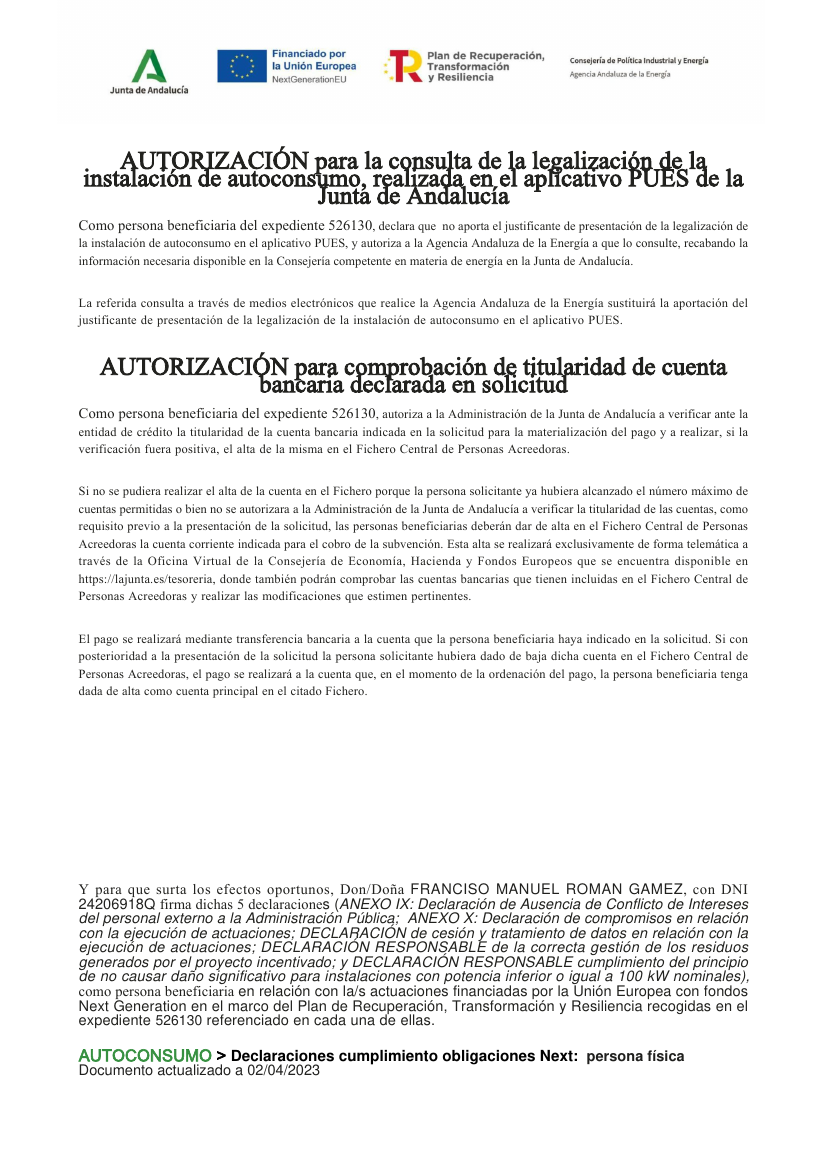 Junta de Andalucía
Financiado por
la Unión Europea
NextGenerationEU
Plan de Recuperación,
Transformación
y Resiliencia
Consejería de Política Industrial y Energía
Agencia Andaluza de la Energía
AUTORIZACIÓN para la consulta de la legalización de la
instalación de autoconsumo, realizada en el aplicativo PUES de la
Junta de Andalucía
Como persona beneficiaria del expediente 526130, declara que no aporta el justificante de presentación de la legalización de
la instalación de autoconsumo en el aplicativo PUES, y autoriza a la Agencia Andaluza de la Energía a que lo consulte, recabando la
información necesaria disponible en la Consejería competente en materia de energía en la Junta de Andalucía.
La referida consulta a través de medios electrónicos que realice la Agencia Andaluza de la Energía sustituirá la aportación del
justificante de presentación de la legalización de la instalación de autoconsumo en el aplicativo PUES.
AUTORIZACIÓN para comprobación de titularidad de cuenta
bancaria declarada en solicitud
Como persona beneficiaria del expediente 526130, autoriza a la Administración de la Junta de Andalucía a verificar ante la
entidad de crédito la titularidad de la cuenta bancaria indicada en la solicitud para la materialización del pago y a realizar, si la
verificación fuera positiva, el alta de la misma en el Fichero Central de Personas Acreedoras.
Si no se pudiera realizar el alta de la cuenta en el Fichero porque la persona solicitante ya hubiera alcanzado el número máximo de
cuentas permitidas o bien no se autorizara a la Administración de la Junta de Andalucía a verificar la titularidad de las cuentas, como
requisito previo a la presentación de la solicitud, las personas beneficiarias deberán dar de alta en el Fichero Central de Personas
Acreedoras la cuenta corriente indicada para el cobro de la subvención. Esta alta se realizará exclusivamente de forma telemática a
través de la Oficina Virtual de la Consejería de Economía, Hacienda y Fondos Europeos que se encuentra disponible en
https://lajunta.es/tesoreria, donde también podrán comprobar las cuentas bancarias que tienen incluidas en el Fichero Central de
Personas Acreedoras y realizar las modificaciones que estimen pertinentes.
El pago se realizará mediante transferencia bancaria a la cuenta que la persona beneficiaria haya indicado en la solicitud. Si con
posterioridad a la presentación de la solicitud la persona solicitante hubiera dado de baja dicha cuenta en el Fichero Central de
Personas Acreedoras, el pago se realizará a la cuenta que, en el momento de la ordenación del pago, la persona beneficiaria tenga
dada de alta como cuenta principal en el citado Fichero.
Y para que surta los efectos oportunos, Don/Doña FRANCISO MANUEL ROMAN GAMEZ, con DNI
24206918Q firma dichas 5 declaraciones (ANEXO IX: Declaración de Ausencia de Conflicto de Intereses
del personal externo a la Administración Pública; ANEXO X: Declaración de compromisos en relación
con la ejecución de actuaciones; DECLARACIÓN de cesión y tratamiento de datos en relación con la
ejecución de actuaciones; DECLARACIÓN RESPONSABLE de la correcta gestión de los residuos
generados por el proyecto incentivado; y DECLARACIÓN RESPONSABLE cumplimiento del principio
de no causar daño significativo para instalaciones con potencia inferior o igual a 100 kW nominales),
como persona beneficiaria en relación con la/s actuaciones financiadas por la Unión Europea con fondos
Next Generation en el marco del Plan de Recuperación, Transformación y Resiliencia recogidas en el
expediente 526130 referenciado en cada una de ellas.
AUTOCONSUMO > Declaraciones cumplimiento obligaciones Next: persona física
Documento actualizado a 02/04/2023